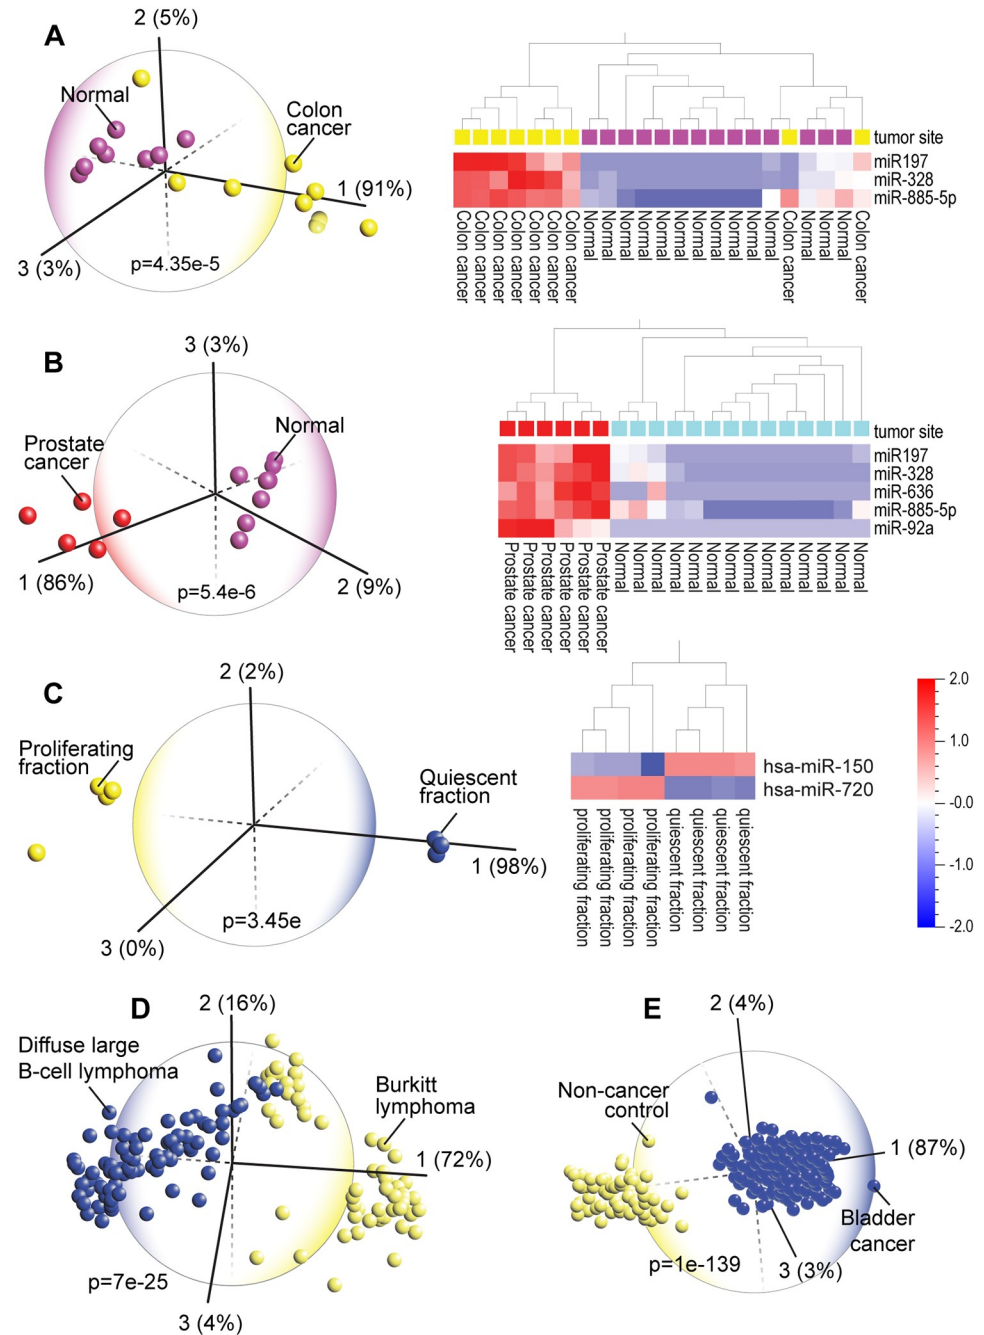 A
2 (5%)
Normal
Colon
cancer
1 (91%)
3 (3%)
p=4.35e-5
tumor site
miR197
miR-328
miR-885-5p
Colon cancer
Colon cancer
Colon cancer
Colon cancer
Colon cancer
Colon cancer
Colon cancer
Normal
Normal
Normal
Normal
Normal
Normal
Normal
Normal
Normal
Normal
Normal
Colon cancer
Normal
Normal
Normal
Colon cancer
B
3 (3%)
Normal
Prostate
cancer
1 (86%)
2 (9%)
p=5.4e-6
tumor site
miR197
miR-328
miR-636
miR-885-5p
miR-92a
Prostate cancer
Prostate cancer
Prostate cancer
Prostate cancer
Prostate cancer
Prostate cancer
Normal
Normal
Normal
Normal
Normal
Normal
Normal
Normal
Normal
Normal
Normal
Normal
Normal
Normal
C
2 (2%)
Proliferating
fraction
Quiescent
fraction
1 (98%)
3 (0%)
p=3.45e
hsa-miR-150
hsa-miR-720
proliferating fraction
proliferating fraction
proliferating fraction
proliferating fraction
quiescent fraction
quiescent fraction
quiescent fraction
quiescent fraction
2.0
1.0
-0.0
-1.0
-2.0
D
2 (16%)
Diffuse large
B-cell lymphoma
Burkitt
lymphoma
1 (72%)
p=7e-25
3 (4%)
E
2 (4%)
Non-cancer
control
1 (87%)
Bladder
cancer
p=1e-139
3 (3%)